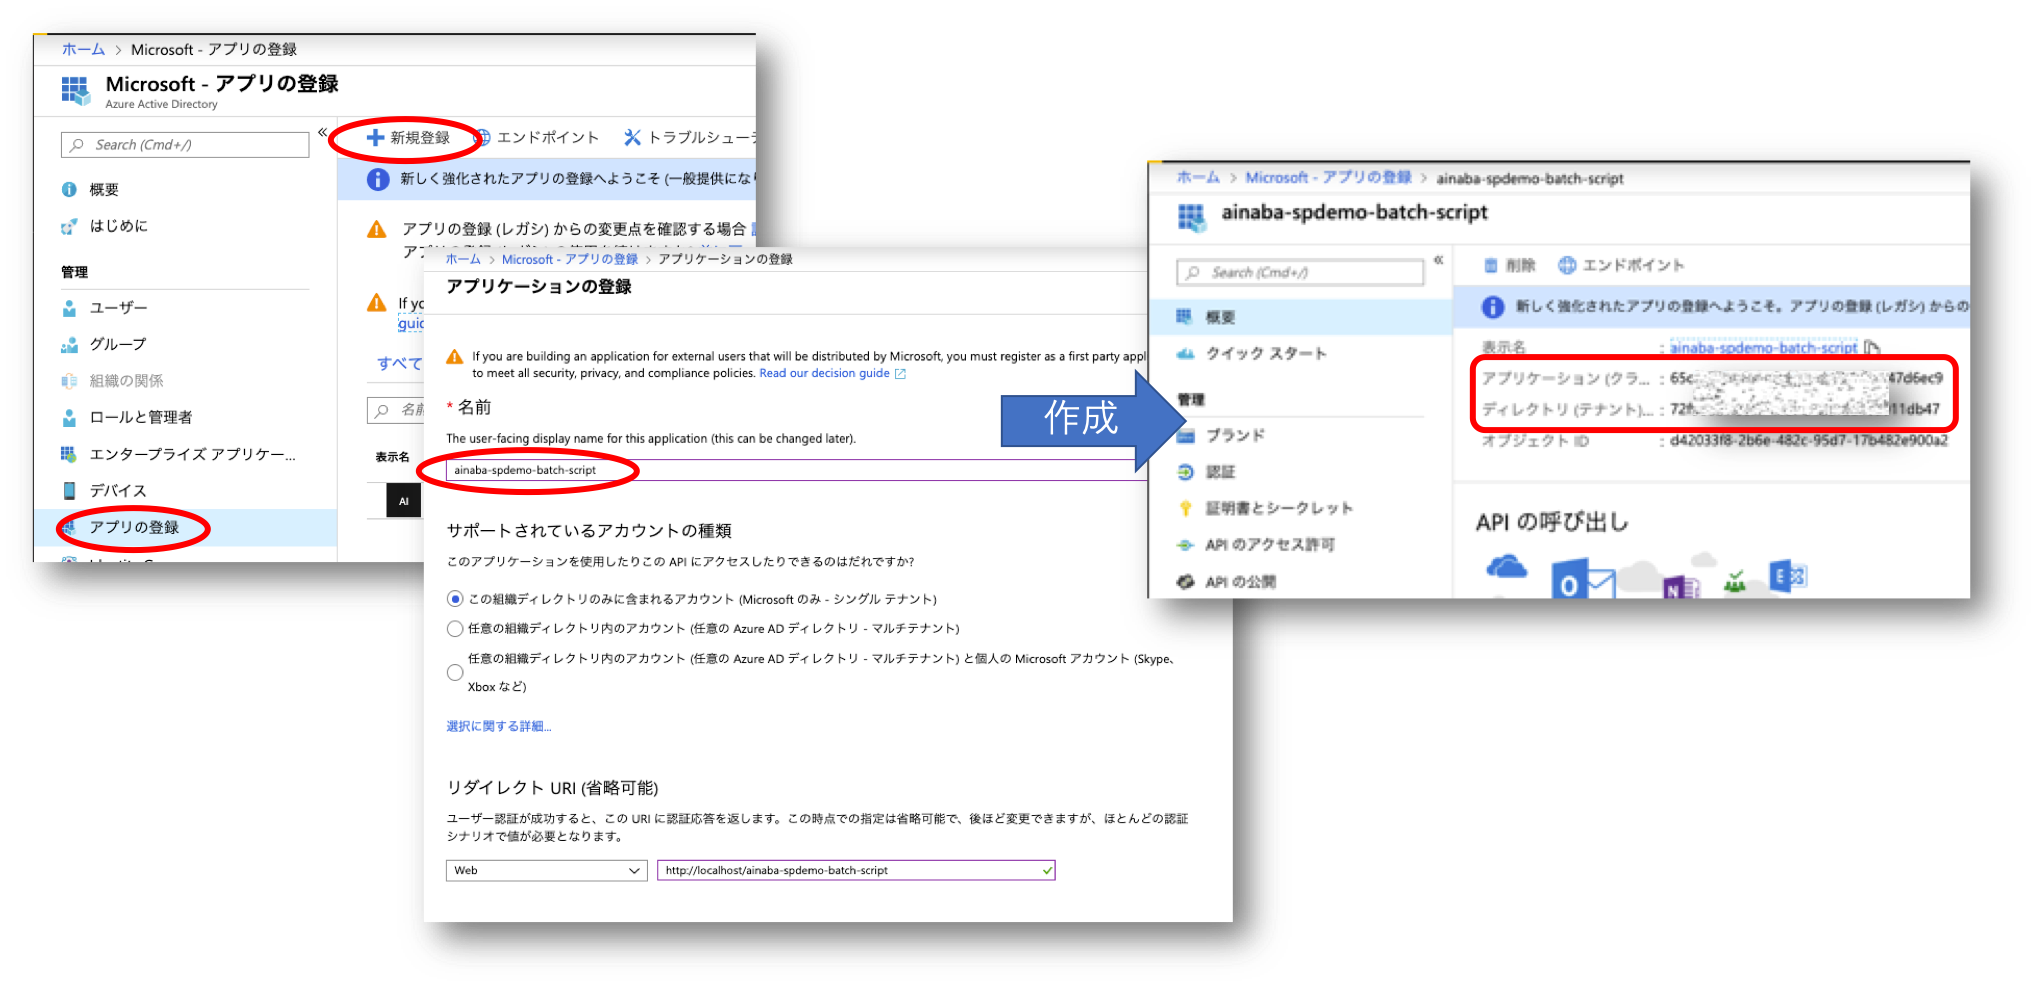 ホーム > Microsoft - アプリの登録
Microsoft - アプリの登録
Azure Active Directory
Search (Cmd+/)
概要
はじめに
管理
ユーザー
グループ
組織の関係
ロールと管理者
エンタープライズ アプリケー...
デバイス
アプリの登録
新規登録
エンドポイント
トラブルシューテ
新しく強化されたアプリの登録へようこそ (一般提供になり
アプリの登録 (レガシ) からの変更点を確認する場合
If yo
guid
すべて
名前
表示名
AI
ホーム > Microsoft - アプリの登録 > アプリケーションの登録
アプリケーションの登録
If you are building an application for external users that will be distributed by Microsoft, you must register as a first party appl
to meet all security, privacy, and compliance policies. Read our decision guide
* 名前
The user-facing display name for this application (this can be changed later).
ainaba-spdemo-batch-script
サポートされているアカウントの種類
このアプリケーションを使用したりこの API にアクセスしたりできるのはだれですか?
この組織ディレクトリのみに含まれるアカウント (Microsoft のみ - シングル テナント)
任意の組織ディレクトリ内のアカウント (任意の Azure AD ディレクトリ - マルチテナント)
任意の組織ディレクトリ内のアカウント (任意の Azure AD ディレクトリ - マルチテナント) と個人の Microsoft アカウント (Skype、
Xbox など)
選択に関する詳細...
リダイレクト URI (省略可能)
ユーザー認証が成功すると、この URI に認証応答を返します。この時点での指定は省略可能で、後ほど変更できますが、ほとんどの認証
シナリオで値が必要となります。
Web
http://localhost/ainaba-spdemo-batch-script
作成
ホーム > Microsoft - アプリの登録 > ainaba-spdemo-batch-script
ainaba-spdemo-batch-script
Search (Cmd+/)
概要
クイック スタート
管理
ブランド
認証
証明書とシークレット
API のアクセス許可
API の公開
削除
エンドポイント
新しく強化されたアプリの登録へようこそ。アプリの登録 (レガシ) からの
表示名 : ainaba-spdemo-batch-script
アプリケーション (クラ... : 65c 47d6ec9
ディレクトリ (テナント)... : 72f 11db47
オブジェクト ID : d42033f8-2b6e-482c-95d7-17b482e900a2
API の呼び出し